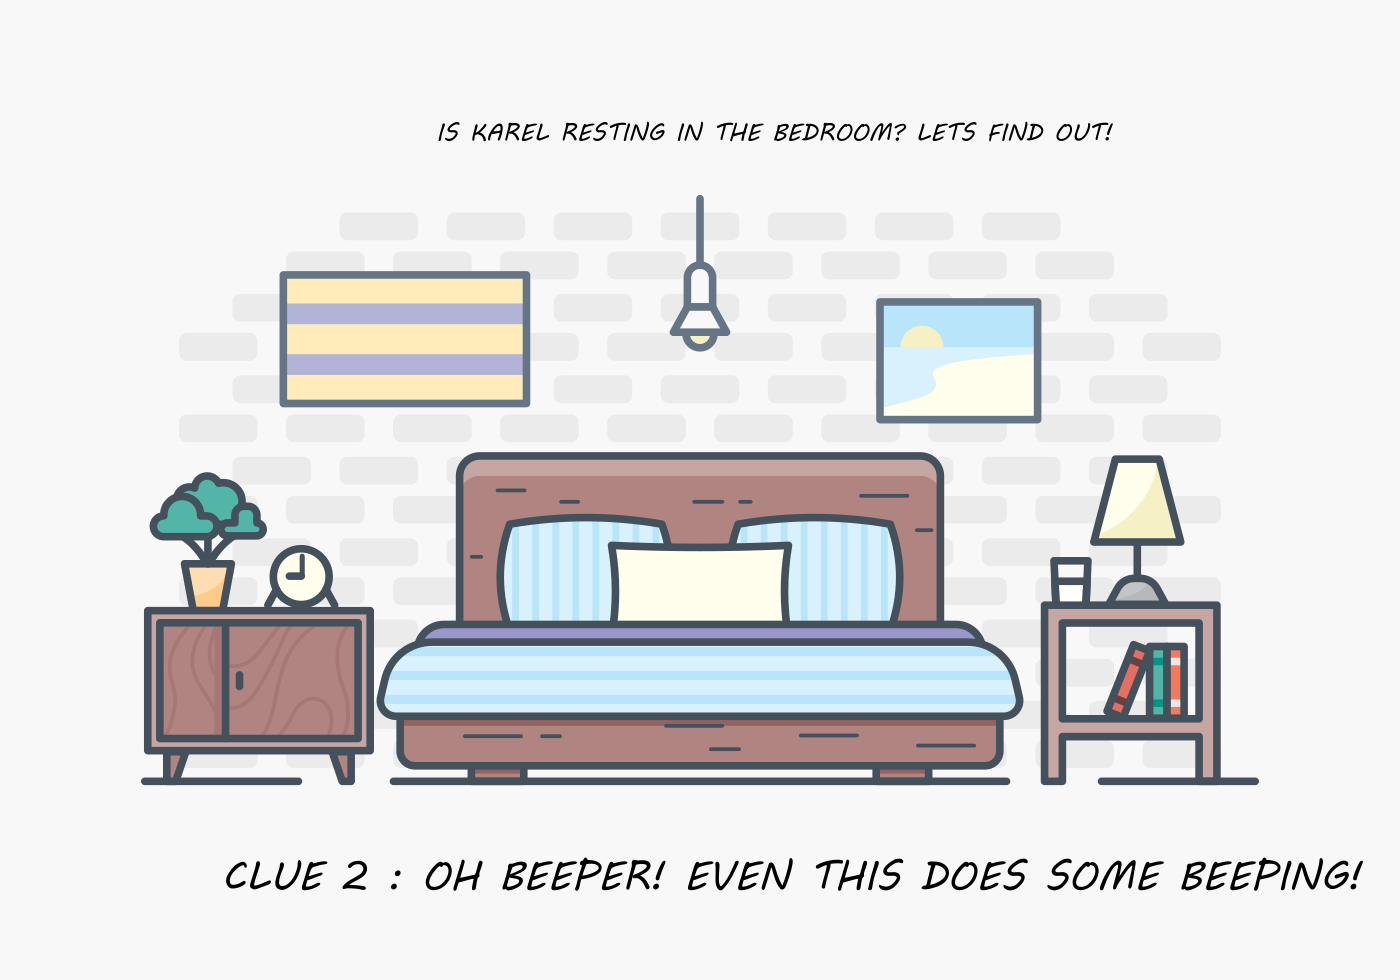 IS KAREL RESTING IN THE BEDROOM? LETS FIND OUT!
CLUE 2 : OH BEEPER! EVEN THIS DOES SOME BEEPING!